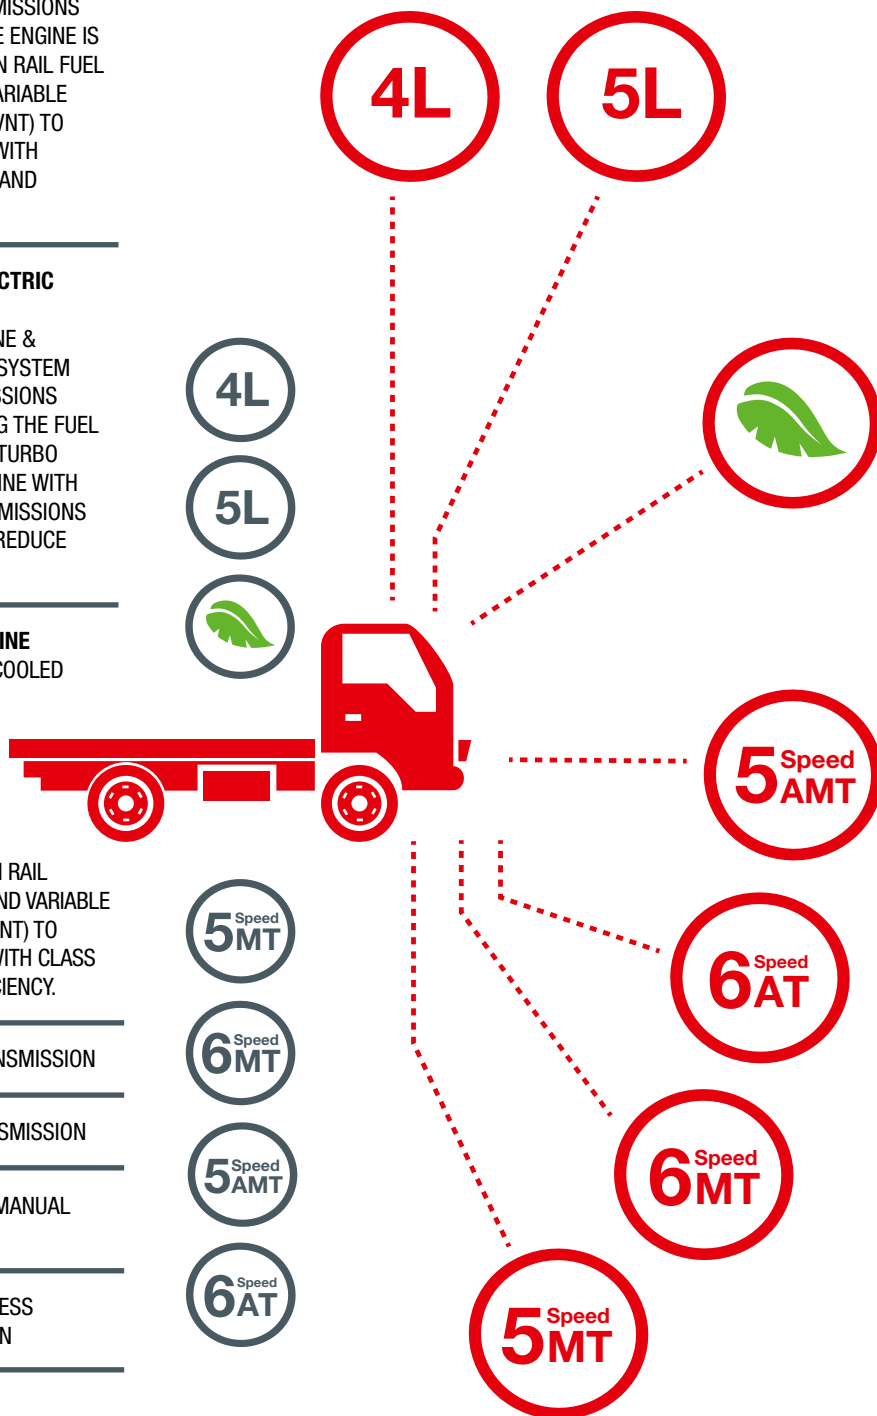 MISSIONS
E ENGINE IS
N RAIL FUEL
ARIABLE
VNT) TO
WITH
AND
CTRIC
NE &
SYSTEM
SSIONS
G THE FUEL
TURBO
INE WITH
MISSIONS
REDUCE
INE
COOLED
N RAIL
ND VARIABLE
NT) TO
WITH CLASS
CIENCY.
NSMISSION
SMISSION
MANUAL
ESS
N
4L
5L
5 Speed MT
6 Speed MT
5 Speed AMT
6 Speed AT
4L
5L
5 Speed AMT
6 Speed AT
6 Speed MT
5 Speed MT